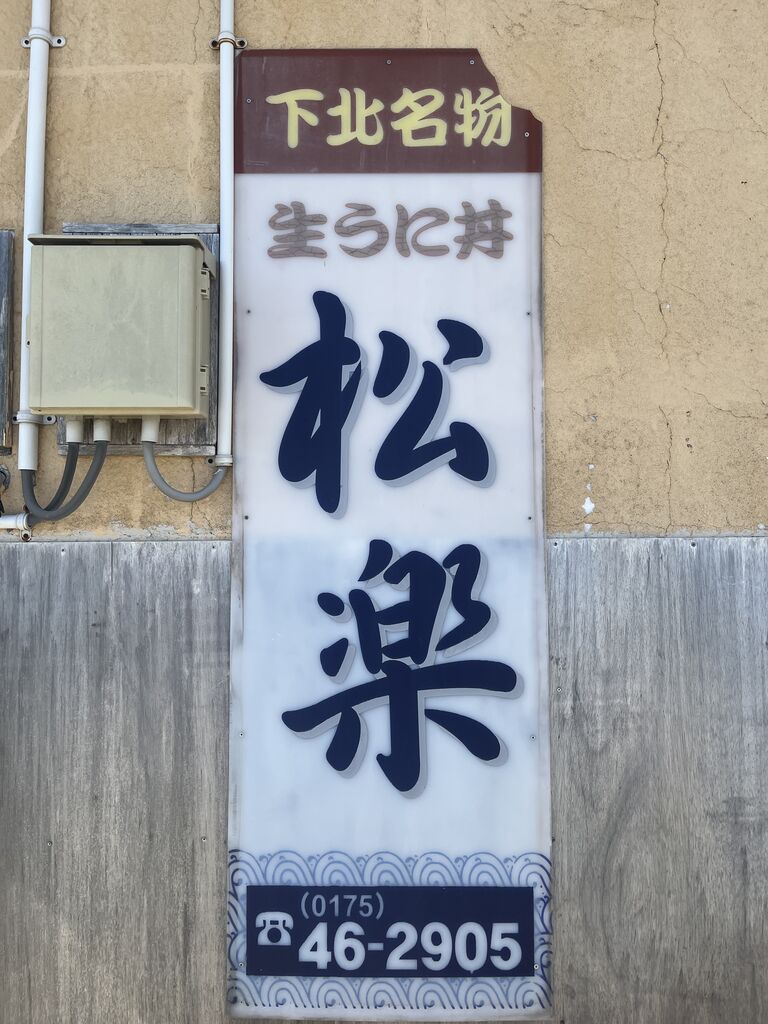 下北名物
生うに丼
松楽
(0175)
46-2905